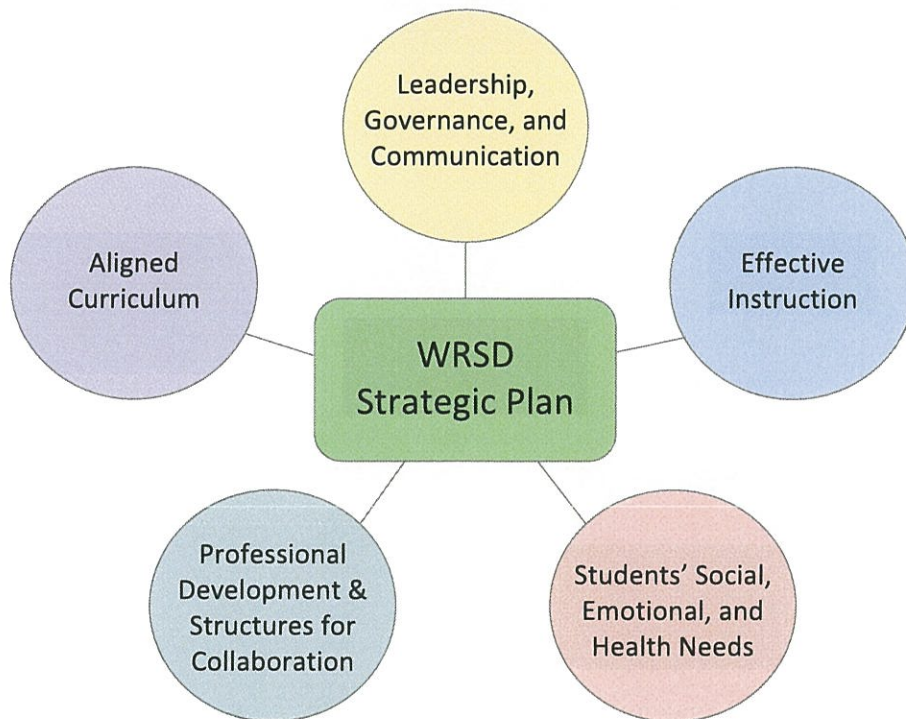 Leadership,
Governance, and
Communication
Aligned
Curriculum
Effective
Instruction
WRSD
Strategic Plan
Professional
Development &
Structures for
Collaboration
Students’ Social,
Emotional, and
Health Needs